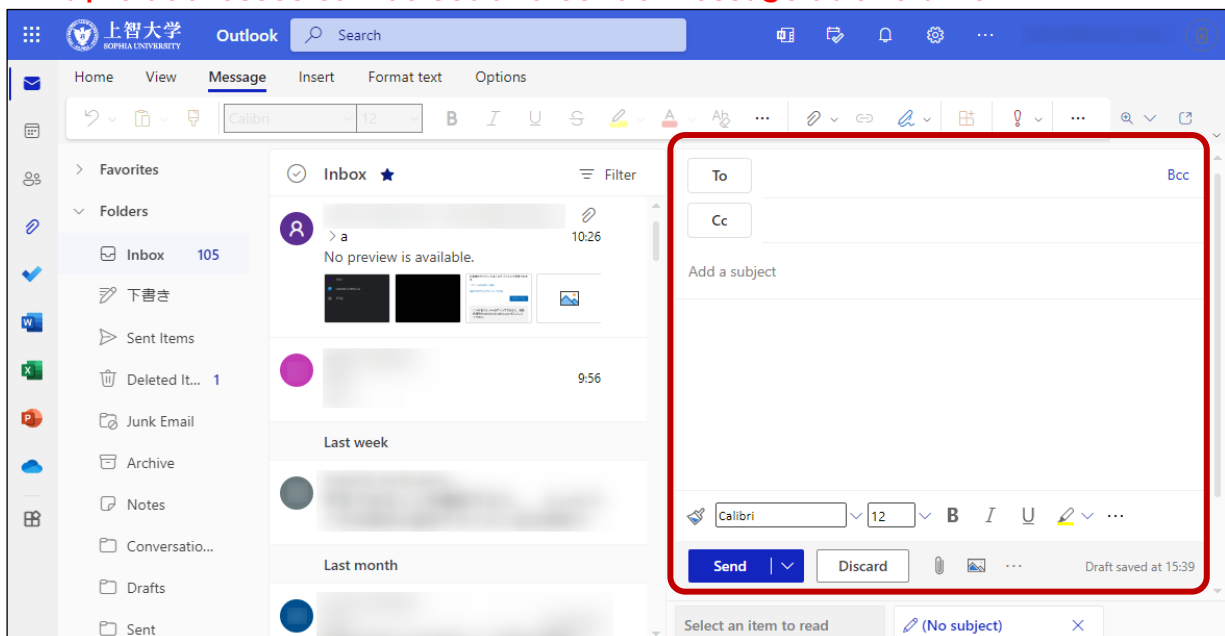 上智大学
SOPHIA UNIVERSITY
Outlook
Search
Home View Message Insert Format text Options
Calibri 12 B I U S
Favorites
Folders
Inbox 105
下書き
Sent Items
Deleted It... 1
Junk Email
Archive
Notes
Conversatio...
Drafts
Sent
Inbox Filter
R
> a 10:26
No preview is available.
9:56
Last week
Last month
To Bcc
Cc
Add a subject
Calibri 12 B I U ...
Send Discard ... Draft saved at 15:39
Select an item to read (No subject)